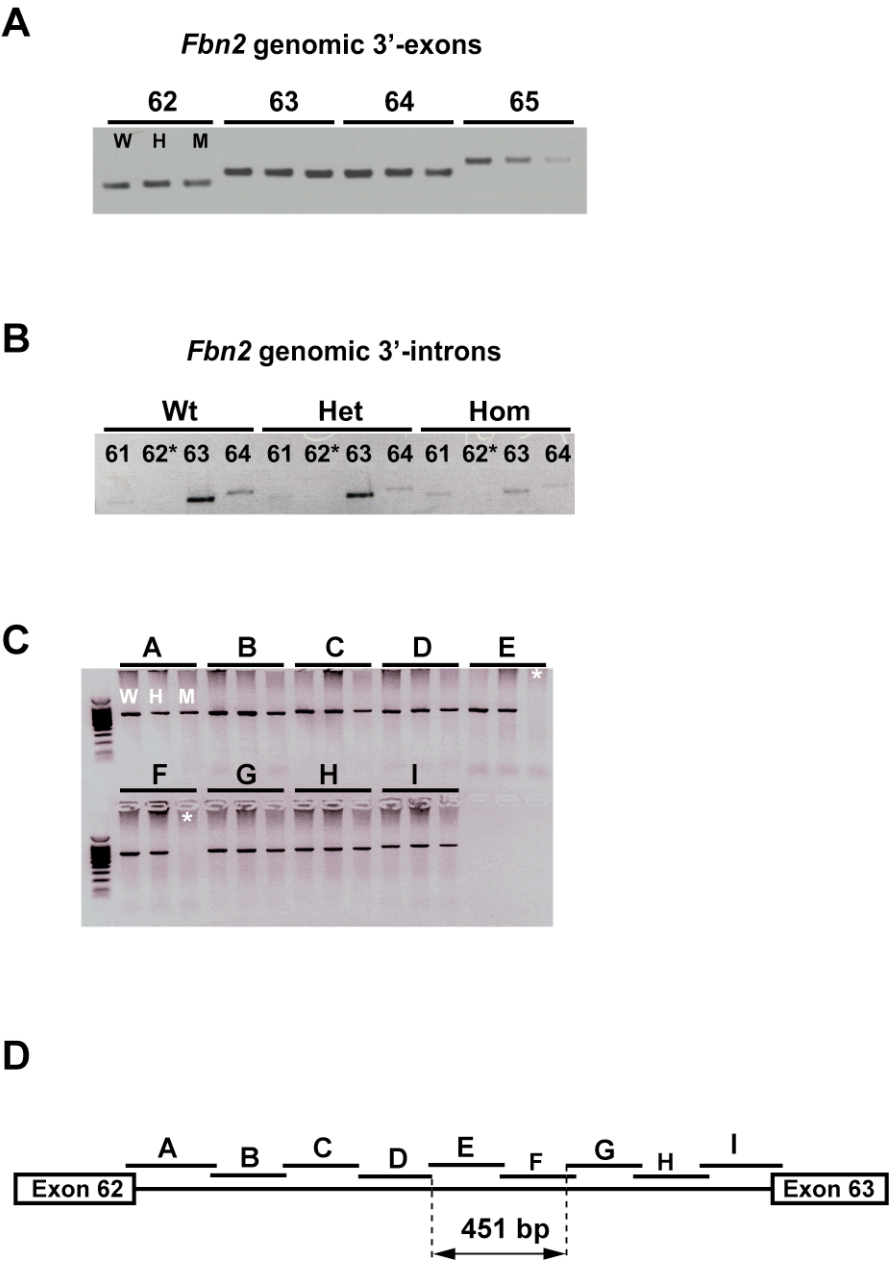 A
Fbn2 genomic 3’-exons
62 63 64 65
W H M
B
Fbn2 genomic 3’-introns
Wt Het Hom
61 62* 63 64 61 62* 63 64 61 62* 63 64
C
A B C D E
W H M *
F G H I
*
D
A B C D E F G H I
Exon 62 Exon 63
451 bp